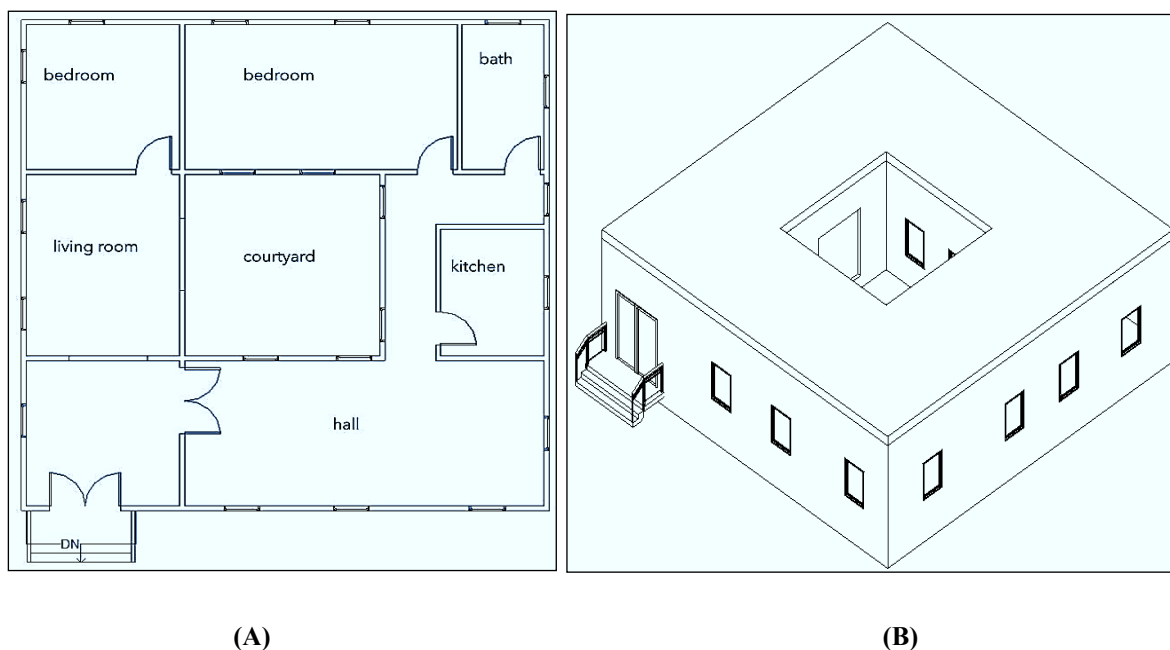 bedroom
bedroom
bath
living room
courtyard
kitchen
hall
DN
(A)
(B)